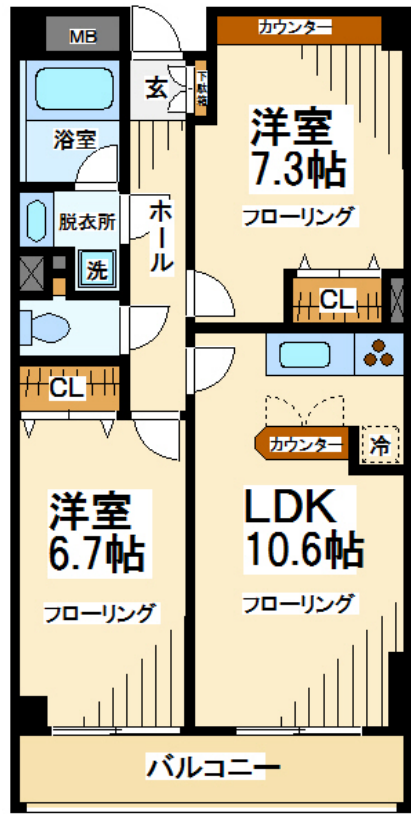 MB
カウンター
玄
下駄箱
洋室
7.3帖
フローリング
浴室
脱衣所
ホール
洗
CL
CL
カウンター
冷
洋室
6.7帖
フローリング
LDK
10.6帖
フローリング
バルコニー